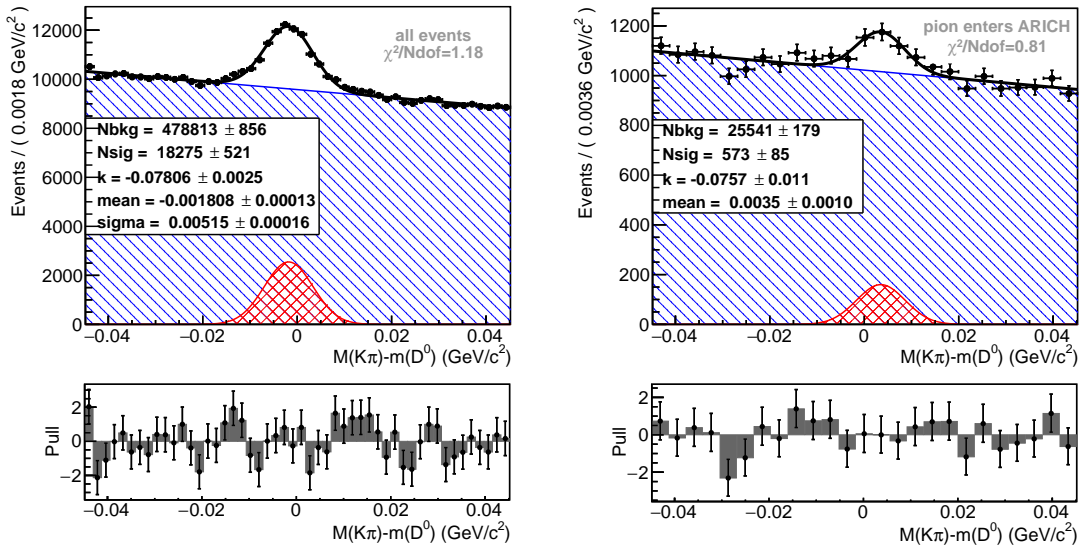 Events / ( 0.0018 GeV/c²)
12000
10000
8000
6000
4000
2000
0
all events
χ²/Ndof=1.18
Nbkg = 478813 ± 856
Nsig = 18275 ± 521
k = -0.07806 ± 0.0025
mean = -0.001808 ± 0.00013
sigma = 0.00515 ± 0.00016
−0.04 −0.02 0 0.02 0.04
M(Kπ)-m(D⁰) (GeV/c²)
Pull
2
0
−2
−0.04 −0.02 0 0.02 0.04
M(Kπ)-m(D⁰) (GeV/c²)
Events / ( 0.0036 GeV/c²)
1200
1000
800
600
400
200
0
pion enters ARICH
χ²/Ndof=0.81
Nbkg = 25541 ± 179
Nsig = 573 ± 85
k = -0.0757 ± 0.011
mean = 0.0035 ± 0.0010
−0.04 −0.02 0 0.02 0.04
M(Kπ)-m(D⁰) (GeV/c²)
Pull
2
0
−2
−0.04 −0.02 0 0.02 0.04
M(Kπ)-m(D⁰) (GeV/c²)